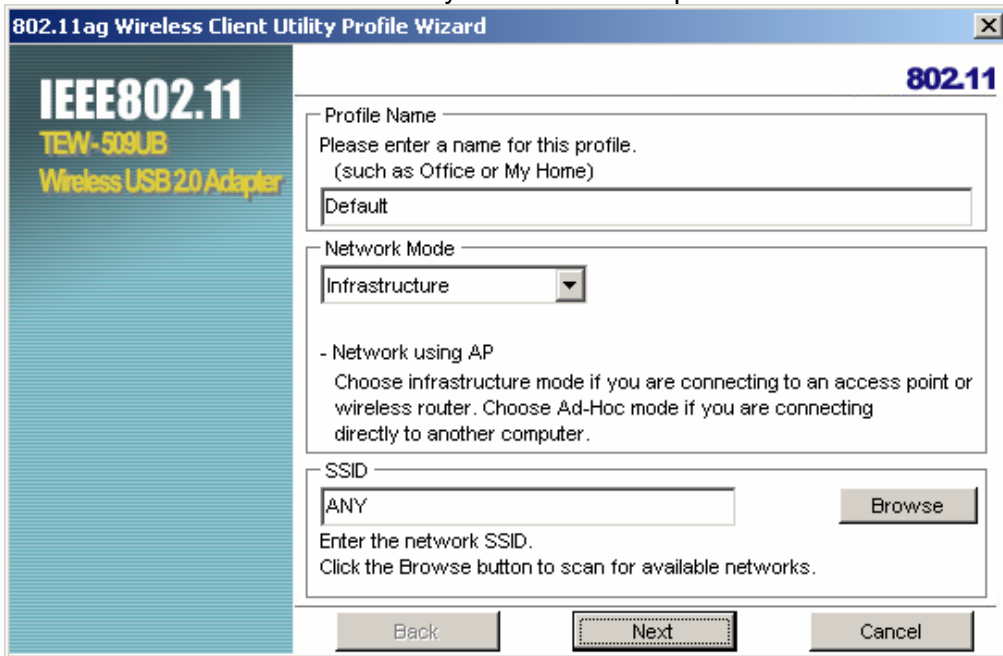 802.11ag Wireless Client Utility Profile Wizard
IEEE802.11
TEW-509UB
Wireless USB 2.0 Adapter
802.11
Profile Name
Please enter a name for this profile.
(such as Office or My Home)
Default
Network Mode
Infrastructure
- Network using AP
Choose infrastructure mode if you are connecting to an access point or
wireless router. Choose Ad-Hoc mode if you are connecting
directly to another computer.
SSID
ANY
Browse
Enter the network SSID.
Click the Browse button to scan for available networks.
Back
Next
Cancel